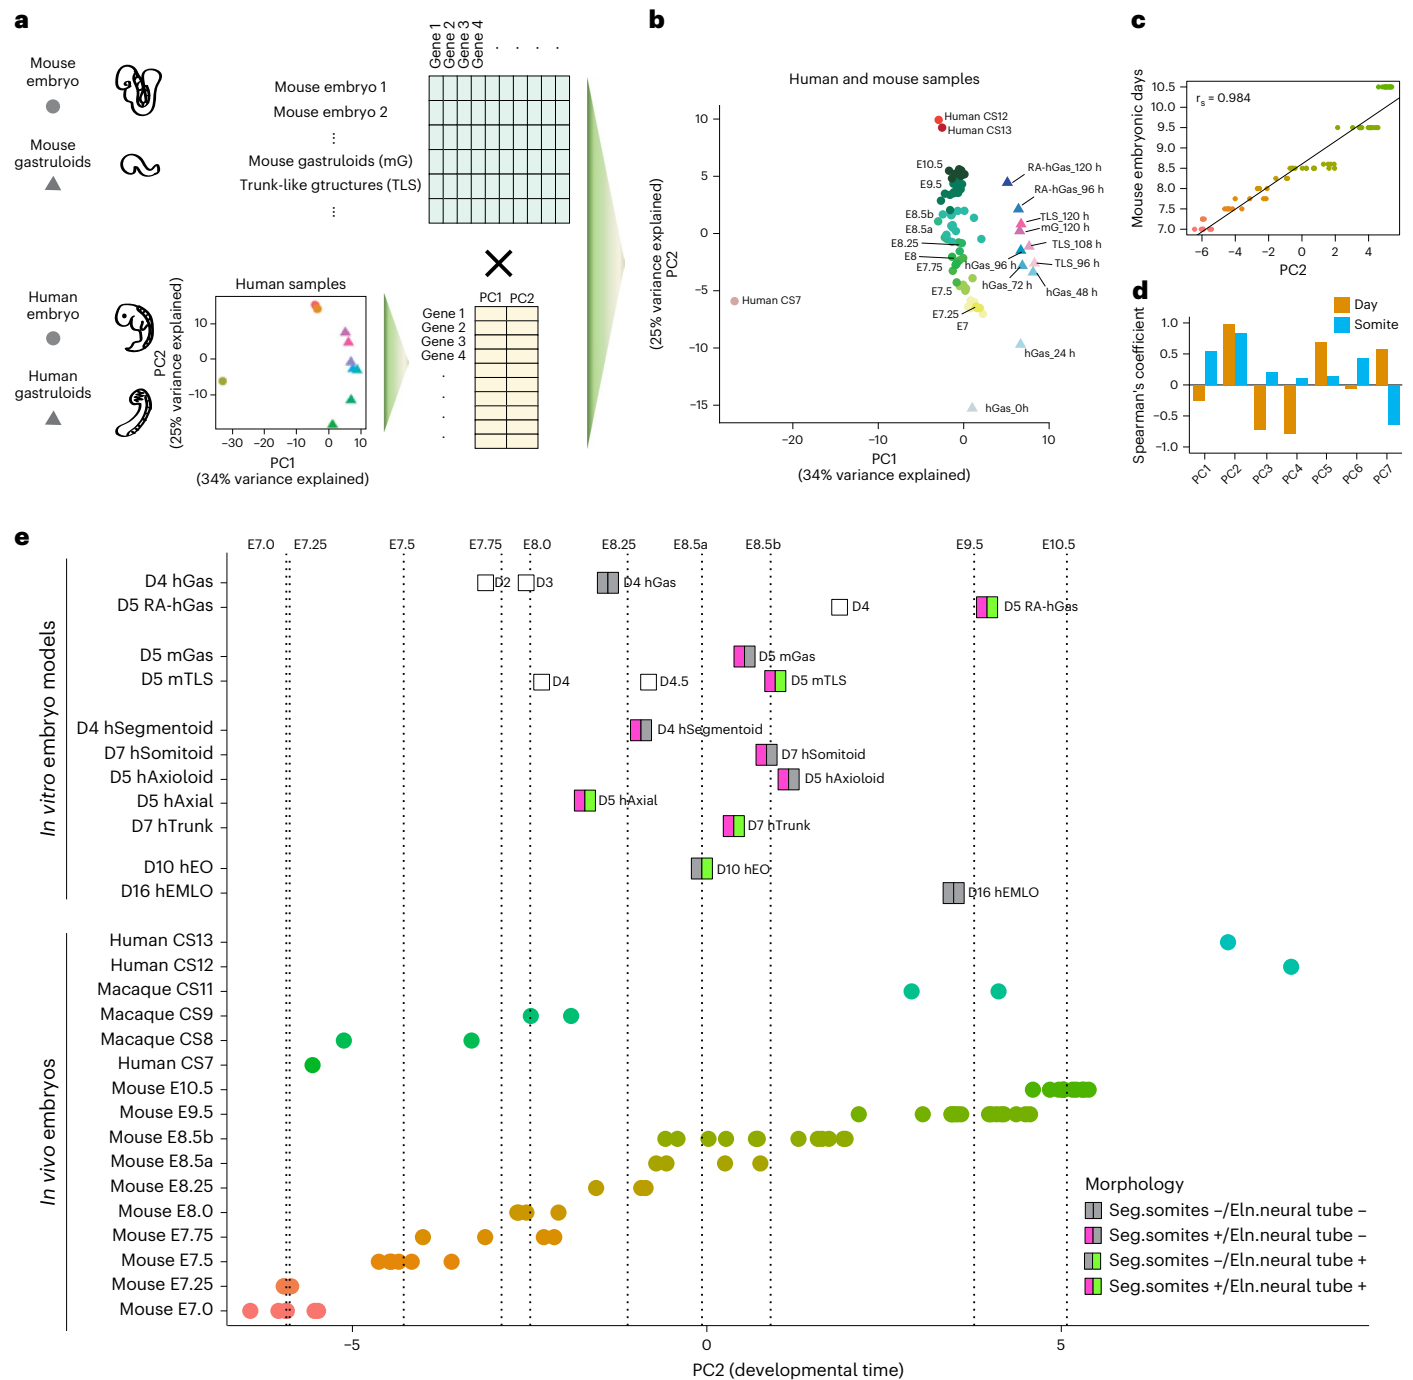 a
Mouse
embryo
Mouse
gastruloids
Human
embryo
Human
gastruloids
Gene 1
Gene 2
Gene 3
Gene 4
. . . . .
Mouse embryo 1
Mouse embryo 2
⋮
Mouse gastruloids (mG)
Trunk-like gtructures (TLS)
⋮
Human samples
PC2
(25% variance explained)
10
0
−10
−30
−20
−10
0
10
PC1
(34% variance explained)
PC1
PC2
Gene 1
Gene 2
Gene 3
Gene 4
.
.
.
.
.
b
Human and mouse samples
PC2
(25% variance explained)
10
5
0
−5
−10
−15
−20
−10
0
10
PC1
(34% variance explained)
Human CS12
Human CS13
E10.5
E9.5
E8.5b
E8.5a
E8.25
E8
E7.75
E7.5
E7.25
E7
Human CS7
RA-hGas_120 h
RA-hGas_96 h
TLS_120 h
mG_120 h
TLS_108 h
hGas_96 h
TLS_96 h
hGas_72 h
hGas_48 h
hGas_24 h
hGas_0h
c
Mouse embryonic days
10.5
10.0
9.5
9.0
8.5
8.0
7.5
7.0
rs = 0.984
−6
−4
−2
0
2
4
PC2
d
Day
Somite
Spearman's coefficient
1.0
0.5
0
−0.5
−1.0
PC1
PC2
PC3
PC4
PC5
PC6
PC7
e
E7.0
E7.25
E7.5
E7.75
E8.0
E8.25
E8.5a
E8.5b
E9.5
E10.5
In vitro embryo models
D4 hGas
D2
D3
D4 hGas
D5 RA-hGas
D4
D5 RA-hGas
D5 mGas
D5 mGas
D5 mTLS
D4
D4.5
D5 mTLS
D4 hSegmentoid
D4 hSegmentoid
D7 hSomitoid
D7 hSomitoid
D5 hAxioloid
D5 hAxioloid
D5 hAxial
D5 hAxial
D7 hTrunk
D7 hTrunk
D10 hEO
D10 hEO
D16 hEMLO
D16 hEMLO
In vivo embryos
Human CS13
Human CS12
Macaque CS11
Macaque CS9
Macaque CS8
Human CS7
Mouse E10.5
Mouse E9.5
Mouse E8.5b
Mouse E8.5a
Mouse E8.25
Mouse E8.0
Mouse E7.75
Mouse E7.5
Mouse E7.25
Mouse E7.0
Morphology
Seg.somites −/Eln.neural tube −
Seg.somites +/Eln.neural tube −
Seg.somites −/Eln.neural tube +
Seg.somites +/Eln.neural tube +
−5
0
5
PC2 (developmental time)